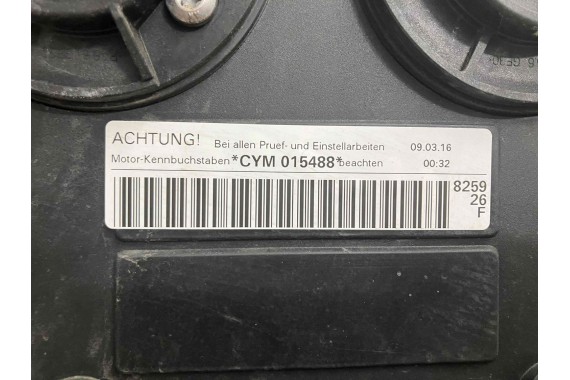 ACHTUNG! Bei allen Pruef- und Einstellarbeiten 09.03.16
Motor-Kennbuchstaben *CYM 015488* beachten 00:32
8259
26
F